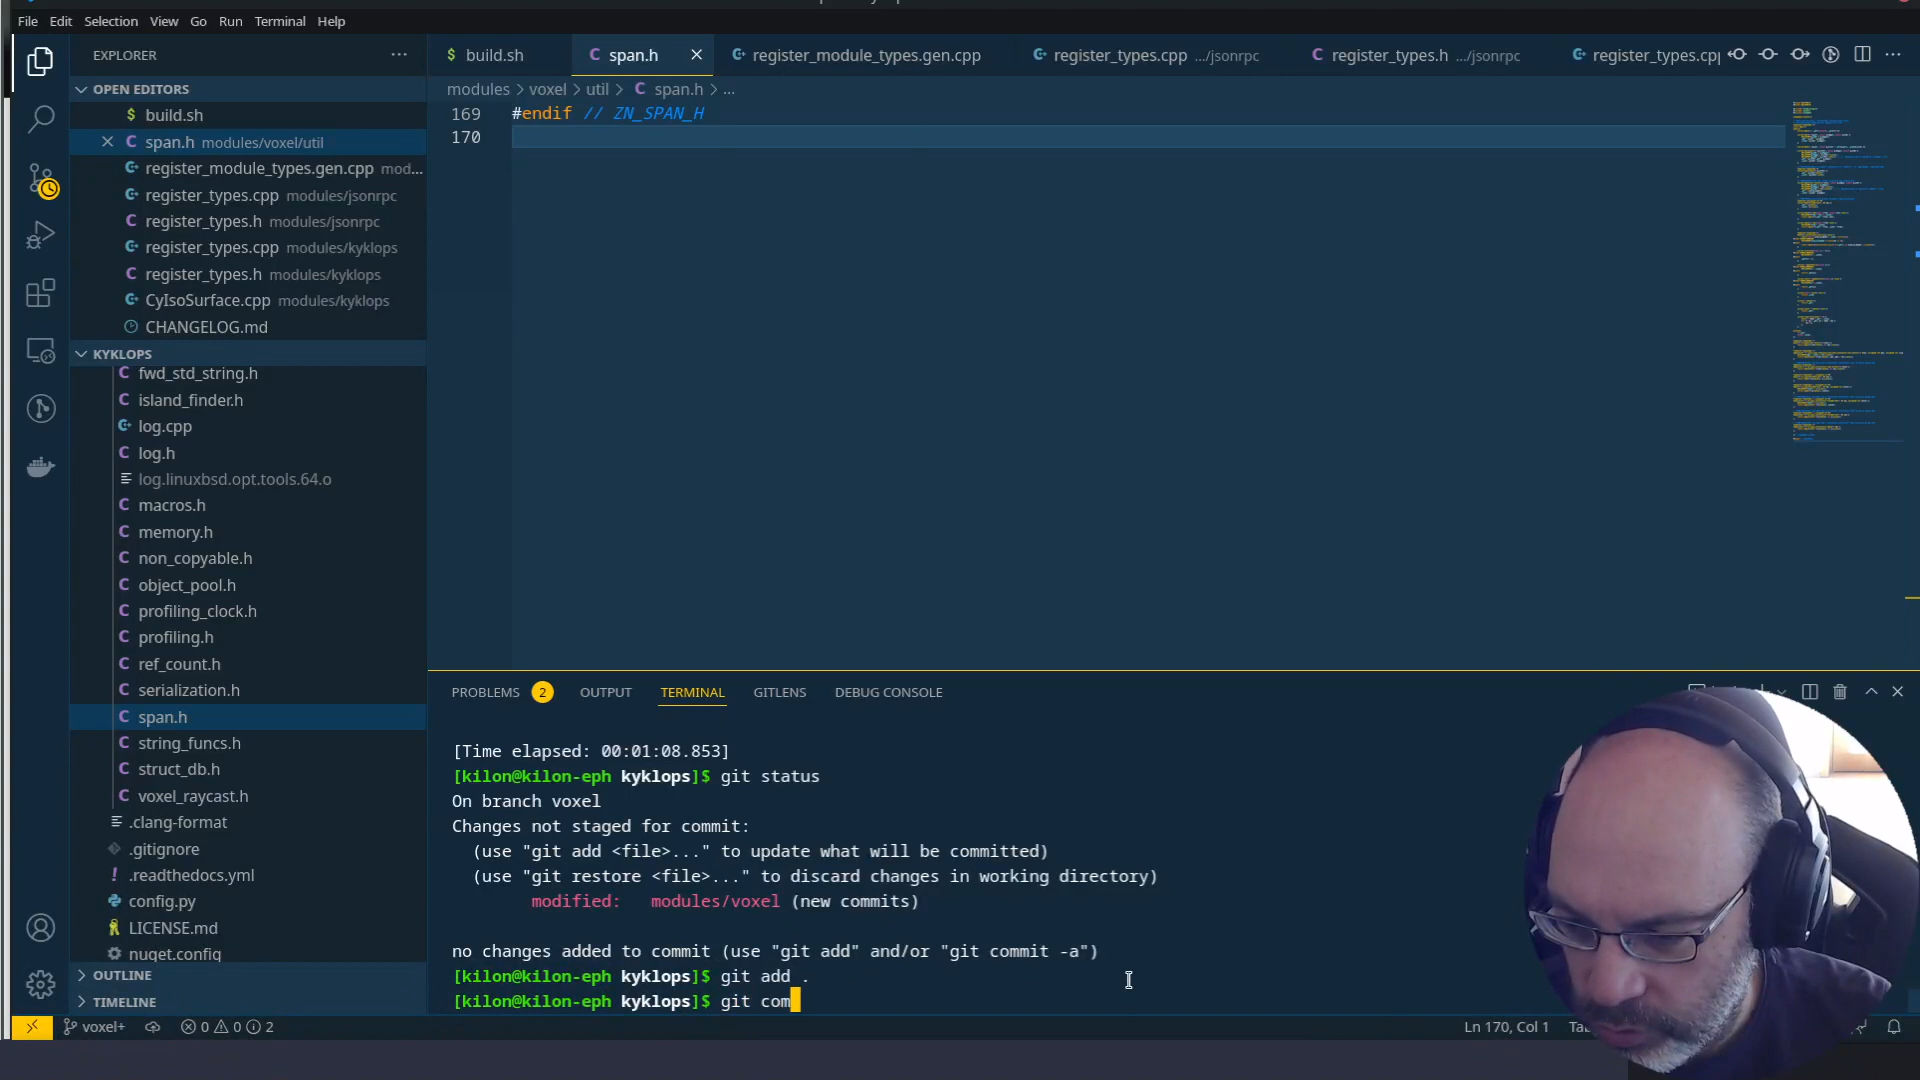 File Edit Selection View Go Run Terminal Help
EXPLORER
build.sh
span.h
register_module_types.gen.cpp
register_types.cpp .../jsonrpc
register_types.h .../jsonrpc
register_types.cpp
OPEN EDITORS
modules > voxel > util > C span.h > ...
build.sh
169 #endif // ZN_SPAN_H
170
span.h modules/voxel/util
register_module_types.gen.cpp mod...
register_types.cpp modules/jsonrpc
register_types.h modules/jsonrpc
register_types.cpp modules/kyklops
register_types.h modules/kyklops
CyIsoSurface.cpp modules/kyklops
CHANGELOG.md
KYKLOPS
fwd_std_string.h
island_finder.h
log.cpp
log.h
log.linuxbsd.opt.tools.64.o
macros.h
memory.h
non_copyable.h
object_pool.h
profiling_clock.h
profiling.h
ref_count.h
serialization.h
span.h
string_funcs.h
struct_db.h
voxel_raycast.h
.clang-format
.gitignore
.readthedocs.yml
config.py
LICENSE.md
nuget.config
OUTLINE
TIMELINE
PROBLEMS 2 OUTPUT TERMINAL GITLENS DEBUG CONSOLE
[Time elapsed: 00:01:08.853]
[kilon@kilon-eph kyklops]$ git status
On branch voxel
Changes not staged for commit:
(use "git add <file>..." to update what will be committed)
(use "git restore <file>..." to discard changes in working directory)
modified: modules/voxel (new commits)
no changes added to commit (use "git add" and/or "git commit -a")
[kilon@kilon-eph kyklops]$ git add .
[kilon@kilon-eph kyklops]$ git com
voxel+ 0 0 2
Ln 170, Col 1